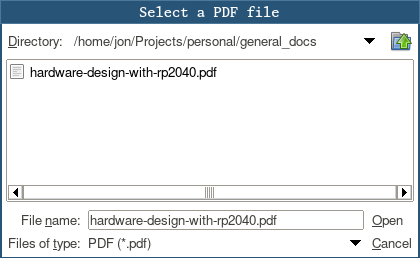 Select a PDF file
Directory: /home/jon/Projects/personal/general_docs
hardware-design-with-rp2040.pdf
File name: hardware-design-with-rp2040.pdf Open
Files of type: PDF (*.pdf) Cancel